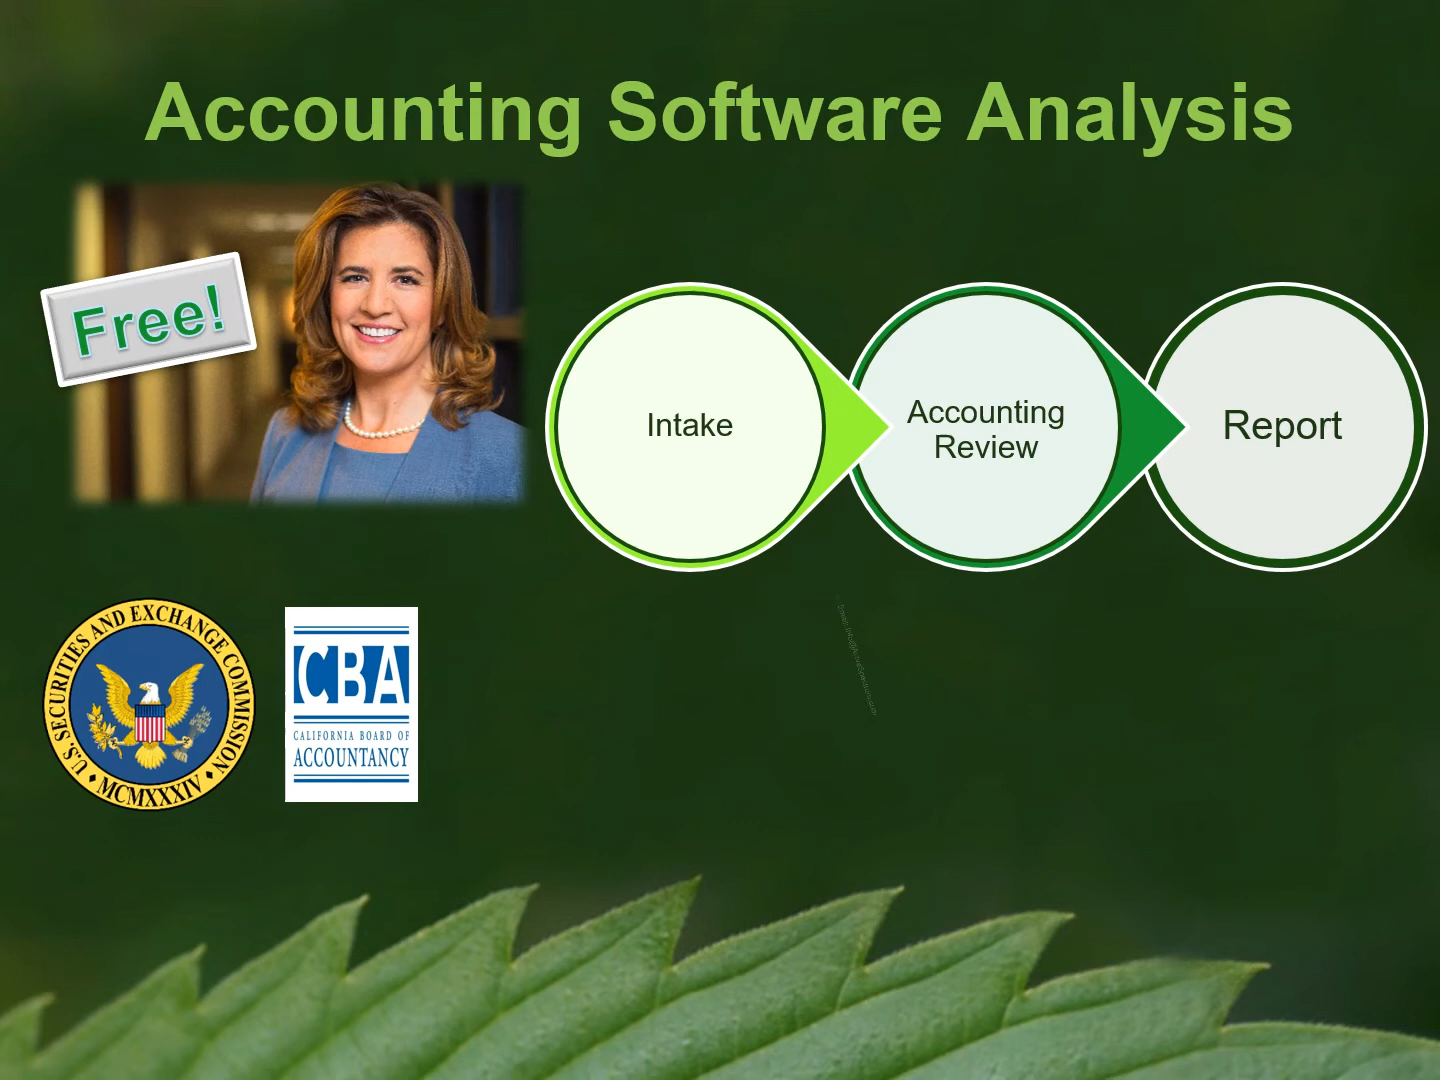 Accounting Software Analysis
Free!
Intake
Accounting
Review
Report
U.S. SECURITIES AND EXCHANGE COMMISSION
MCMXXXIV
CBA
CALIFORNIA BOARD OF
ACCOUNTANCY